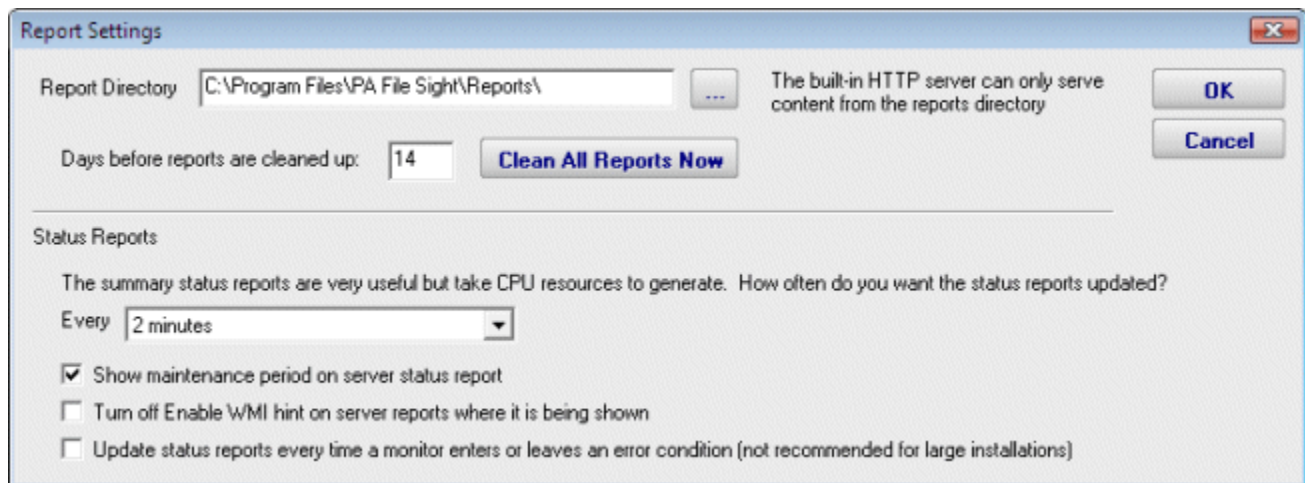 Report Settings
Report Directory
C:\Program Files\PA File Sight\Reports\
...
The built-in HTTP server can only serve
content from the reports directory
OK
Cancel
Days before reports are cleaned up:
14
Clean All Reports Now
Status Reports
The summary status reports are very useful but take CPU resources to generate.  How often do you want the status reports updated?
Every
2 minutes
Show maintenance period on server status report
Turn off Enable WMI hint on server reports where it is being shown
Update status reports every time a monitor enters or leaves an error condition (not recommended for large installations)